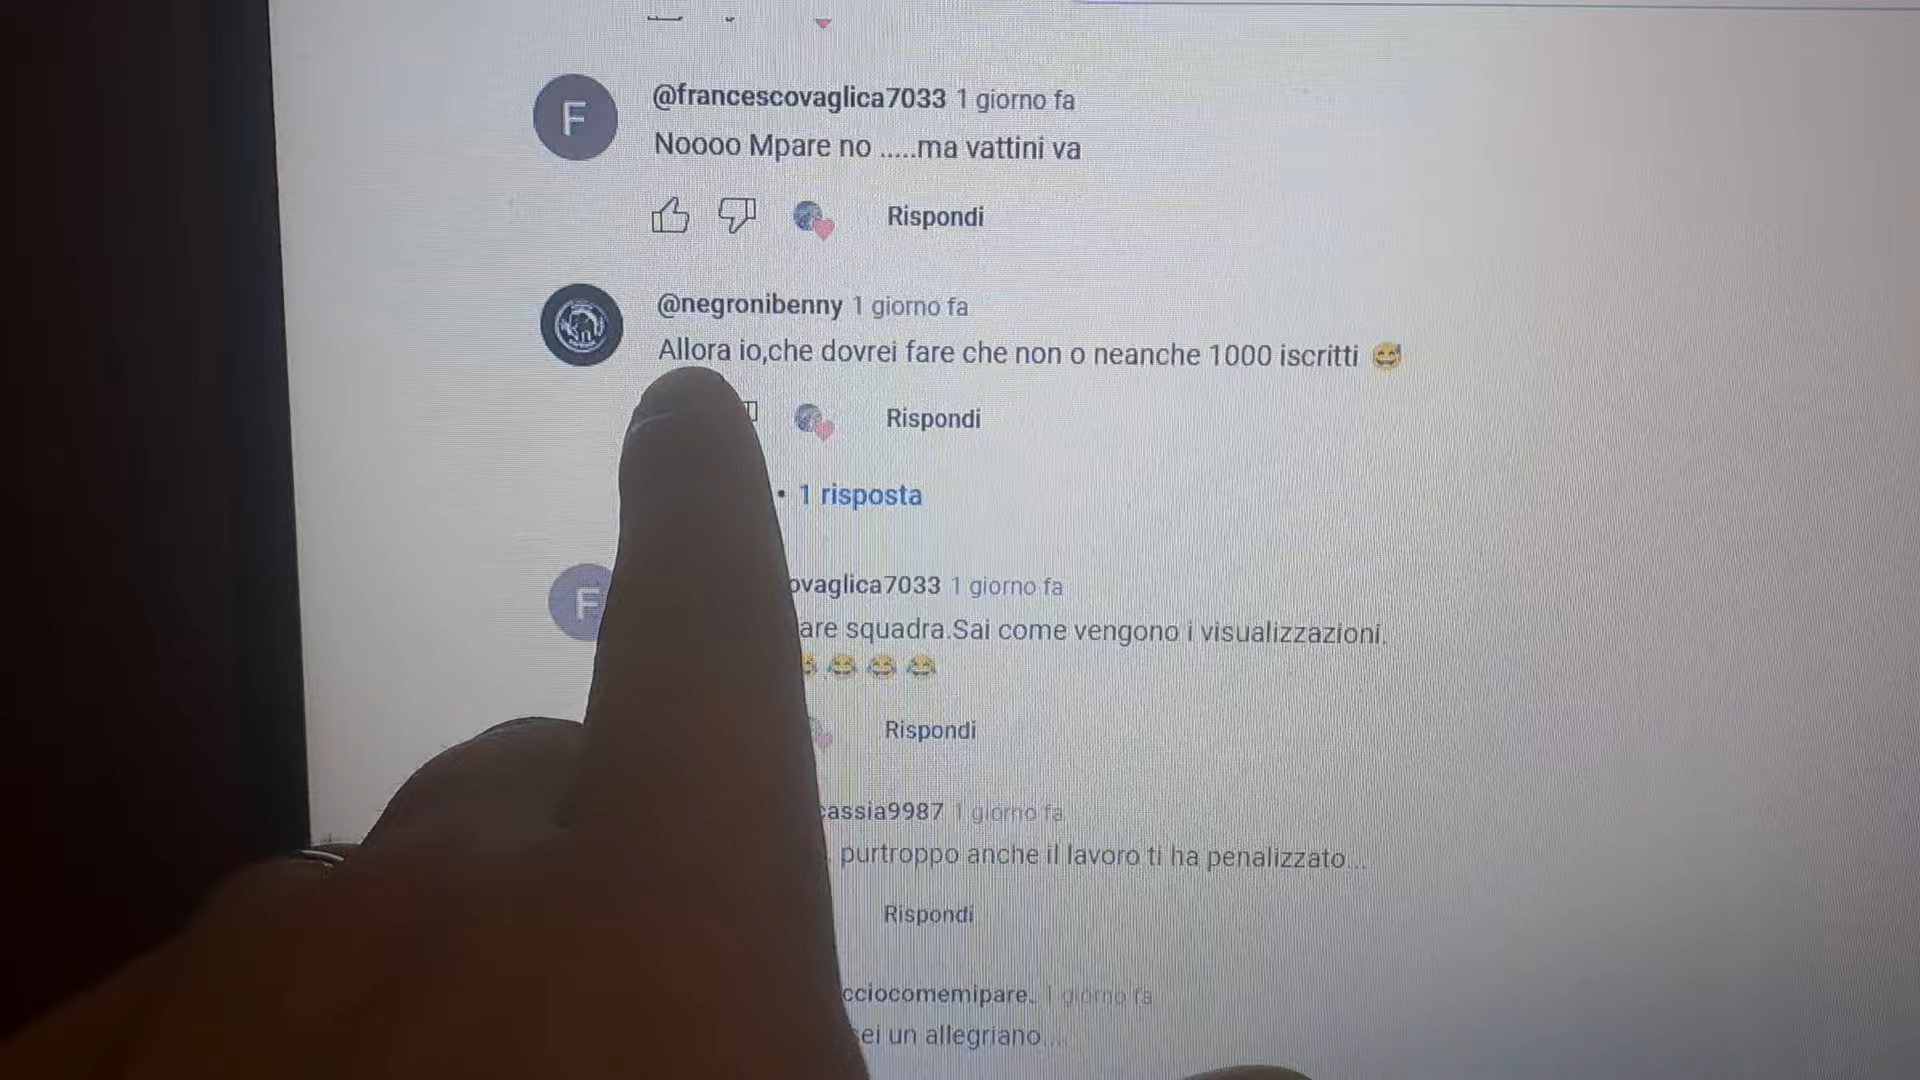 @francescovaglica7033 1 giorno fa
Noooo Mpare no .....ma vattini va
Rispondi
@negronibenny 1 giorno fa
Allora io,che dovrei fare che non o neanche 1000 iscritti 😅
Rispondi
• 1 risposta
ovaglica7033 1 giorno fa
are squadra.Sai come vengono i visualizzazioni.
😂 😂 😂 😂
Rispondi
cassia9987 1 giorno fa
purtroppo anche il lavoro ti ha penalizzato...
Rispondi
cciocomemipare. 1 giorno fa
sei un allegriano....
F
F